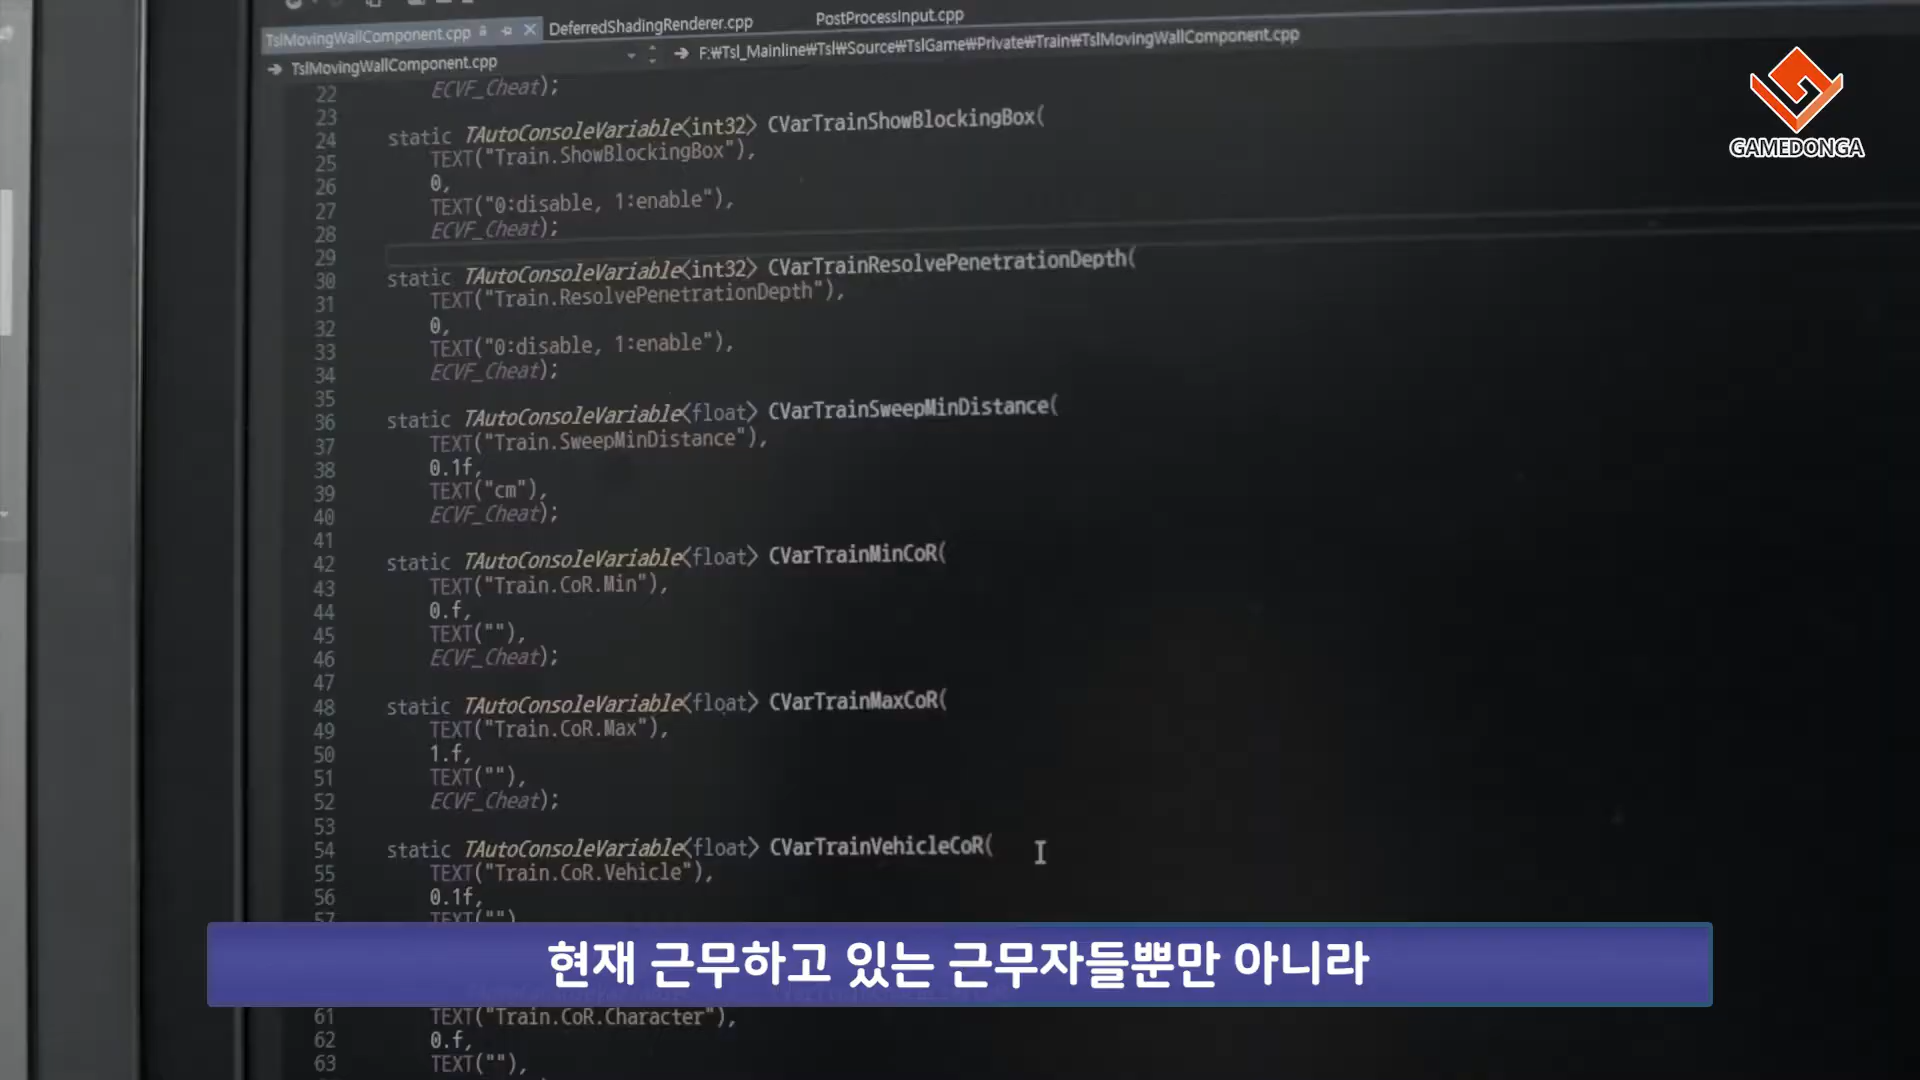 TslMovingWallComponent.cpp
DeferredShadingRenderer.cpp
PostProcessInput.cpp
TslMovingWallComponent.cpp
F:₩Tsl_Mainline₩Tsl₩Source₩TslGame₩Private₩Train₩TslMovingWallComponent.cpp
GAMEDONGA
22 ECVF_Cheat);
23
24 static TAutoConsoleVariable<int32> CVarTrainShowBlockingBox(
25 TEXT("Train.ShowBlockingBox"),
26 0,
27 TEXT("0:disable, 1:enable"),
28 ECVF_Cheat);
29
30 static TAutoConsoleVariable<int32> CVarTrainResolvePenetrationDepth(
31 TEXT("Train.ResolvePenetrationDepth"),
32 0,
33 TEXT("0:disable, 1:enable"),
34 ECVF_Cheat);
35
36 static TAutoConsoleVariable<float> CVarTrainSweepMinDistance(
37 TEXT("Train.SweepMinDistance"),
38 0.1f,
39 TEXT("cm"),
40 ECVF_Cheat);
41
42 static TAutoConsoleVariable<float> CVarTrainMinCoR(
43 TEXT("Train.CoR.Min"),
44 0.f,
45 TEXT(""),
46 ECVF_Cheat);
47
48 static TAutoConsoleVariable<float> CVarTrainMaxCoR(
49 TEXT("Train.CoR.Max"),
50 1.f,
51 TEXT(""),
52 ECVF_Cheat);
53
54 static TAutoConsoleVariable<float> CVarTrainVehicleCoR(
55 TEXT("Train.CoR.Vehicle"),
56 0.1f,
57 TEXT("")
현재 근무하고 있는 근무자들뿐만 아니라
61 TEXT("Train.CoR.Character"),
62 0.f,
63 TEXT(""),